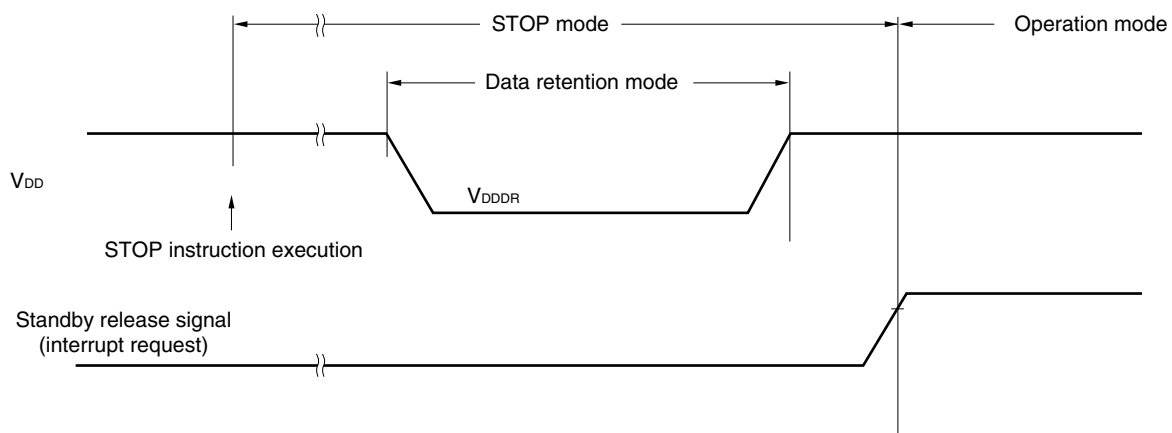 STOP mode
Operation mode
Data retention mode
VDD
VDDDR
STOP instruction execution
Standby release signal
(interrupt request)